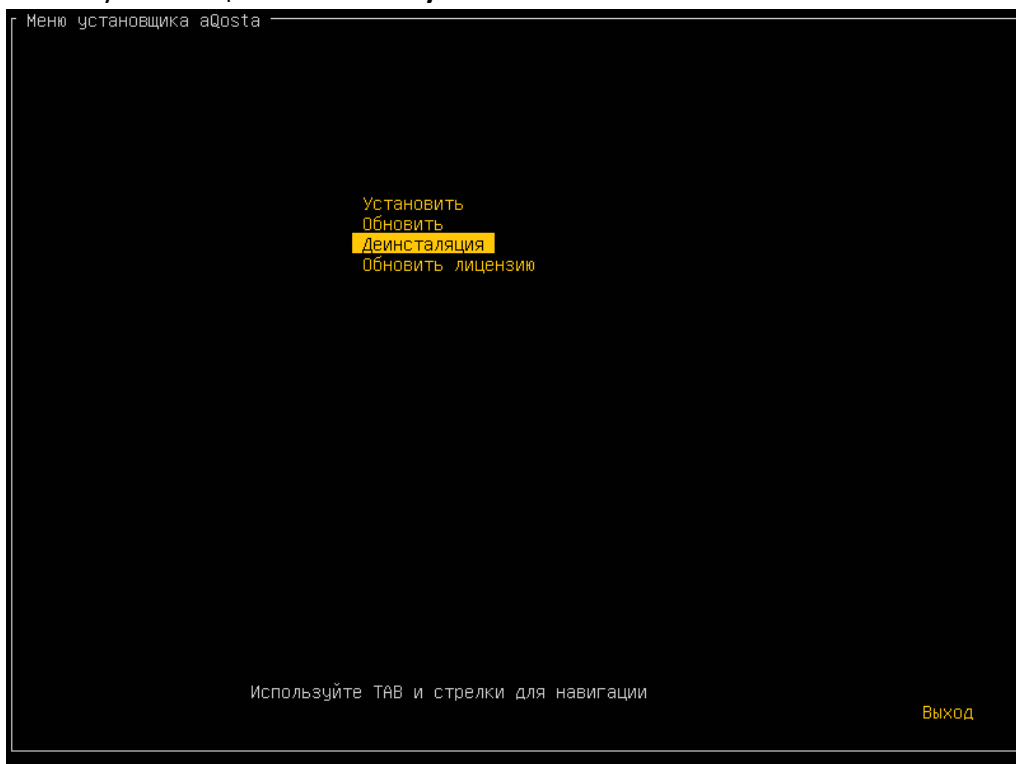 Меню установщика aQosta
Установить
Обновить
Деинсталяция
Обновить лицензию
Используйте TAB и стрелки для навигации
Выход